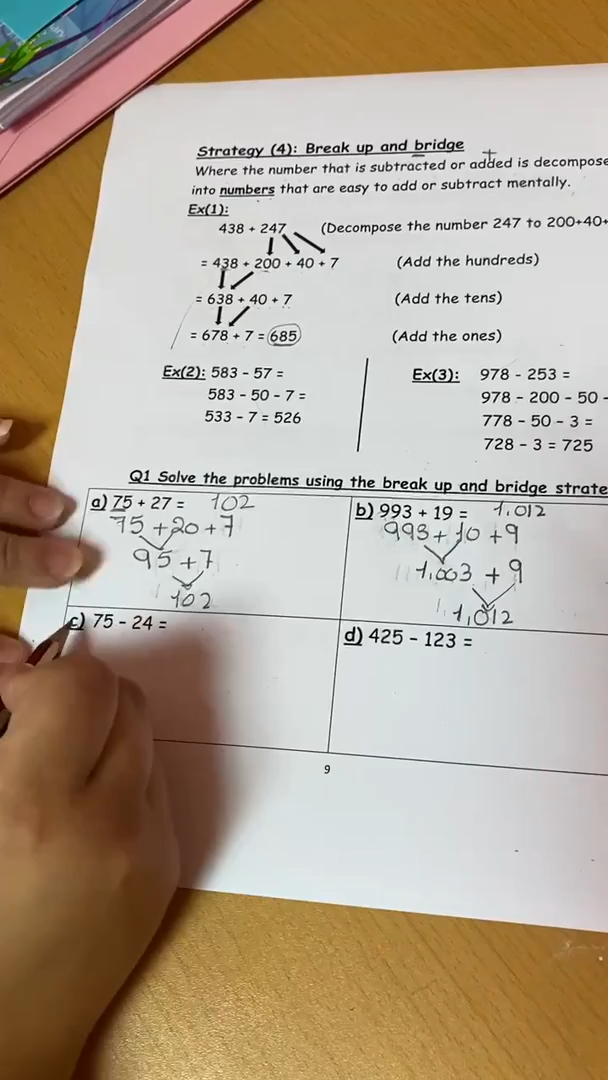 Strategy (4): Break up and bridge
+
Where the number that is subtracted or added is decompose
into numbers that are easy to add or subtract mentally.
Ex(1):
438 + 247 (Decompose the number 247 to 200+40+
= 438 + 200 + 40 + 7 (Add the hundreds)
= 638 + 40 + 7 (Add the tens)
= 678 + 7 = 685 (Add the ones)
Ex(2): 583 - 57 =
583 - 50 - 7 =
533 - 7 = 526
Ex(3): 978 - 253 =
978 - 200 - 50 -
778 - 50 - 3 =
728 - 3 = 725
Q1 Solve the problems using the break up and bridge strate
a) 75 + 27 = 102
75 + 20 + 7
95 + 7
102
b) 993 + 19 = 1,012
993 + 10 + 9
1,003 + 9
1,012
c) 75 - 24 =
d) 425 - 123 =
9